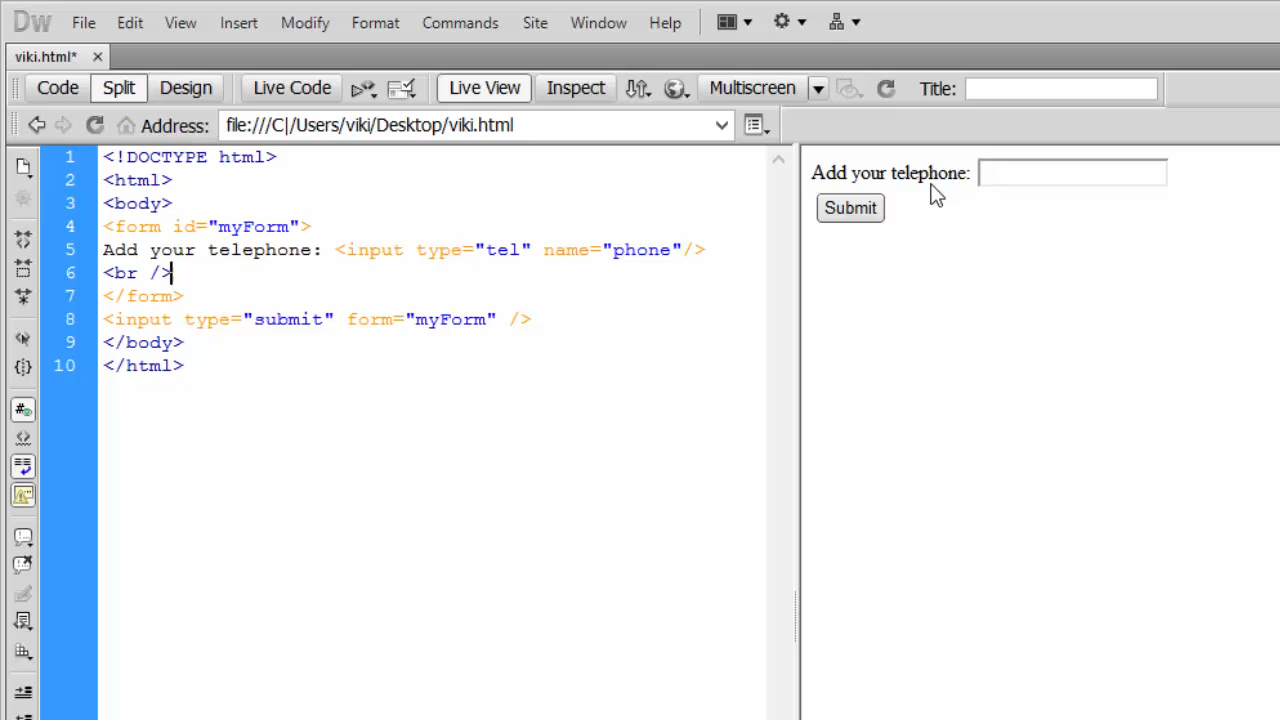 Dw File Edit View Insert Modify Format Commands Site Window Help
viki.html*
Code Split Design Live Code Live View Inspect Multiscreen Title:
Address: file:///C|/Users/viki/Desktop/viki.html
1 <!DOCTYPE html>
2 <html>
3 <body>
4 <form id="myForm">
5 Add your telephone: <input type="tel" name="phone"/>
6 <br />
7 </form>
8 <input type="submit" form="myForm" />
9 </body>
10 </html>
Add your telephone:
Submit